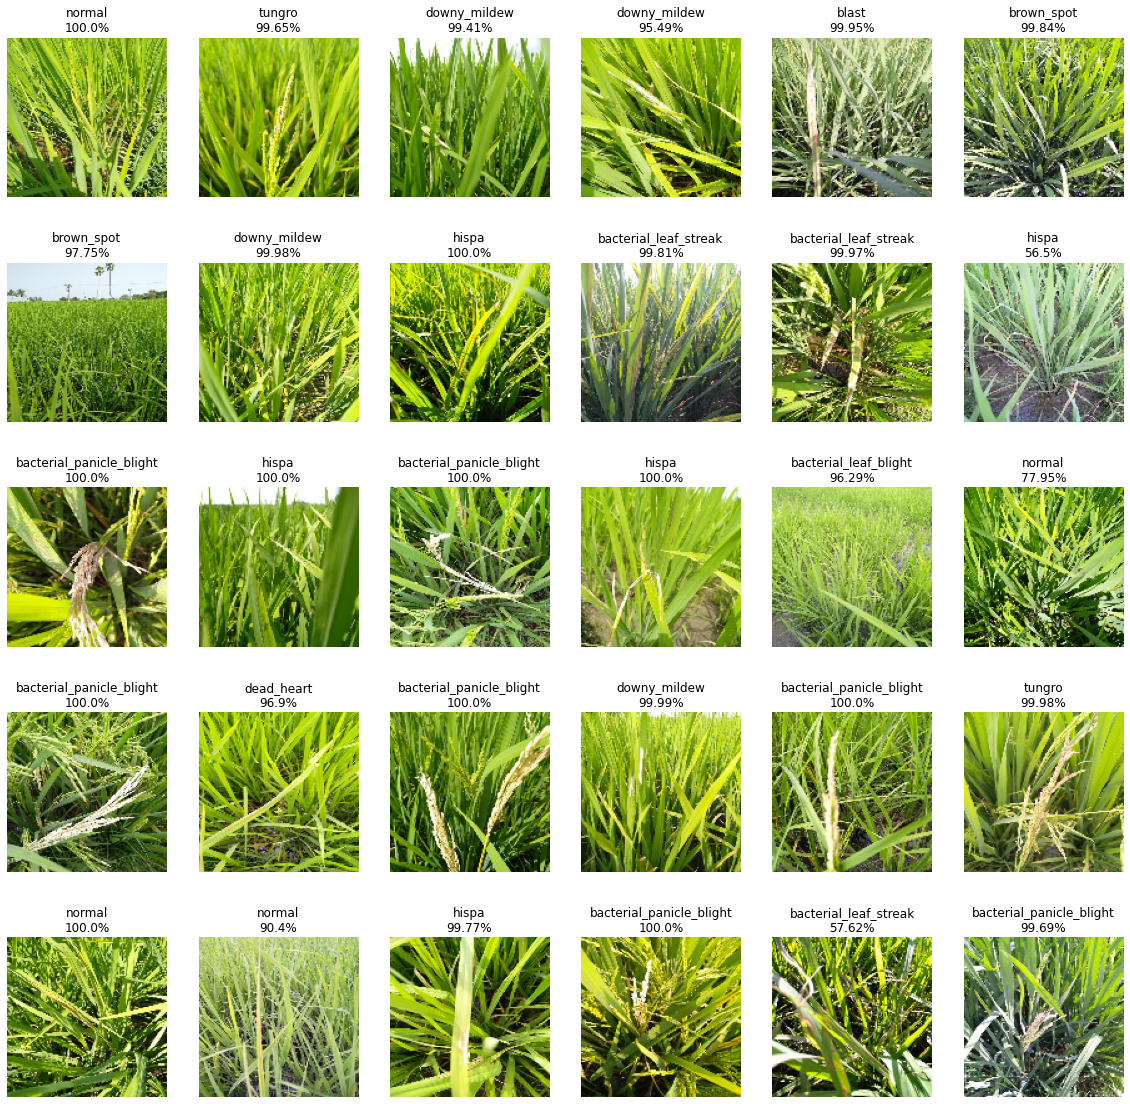 normal
100.0%
tungro
99.65%
downy_mildew
99.41%
downy_mildew
95.49%
blast
99.95%
brown_spot
99.84%
brown_spot
97.75%
downy_mildew
99.98%
hispa
100.0%
bacterial_leaf_streak
99.81%
bacterial_leaf_streak
99.97%
hispa
56.5%
bacterial_panicle_blight
100.0%
hispa
100.0%
bacterial_panicle_blight
100.0%
hispa
100.0%
bacterial_leaf_blight
96.29%
normal
77.95%
bacterial_panicle_blight
100.0%
dead_heart
96.9%
bacterial_panicle_blight
100.0%
downy_mildew
99.99%
bacterial_panicle_blight
100.0%
tungro
99.98%
normal
100.0%
normal
90.4%
hispa
99.77%
bacterial_panicle_blight
100.0%
bacterial_leaf_streak
57.62%
bacterial_panicle_blight
99.69%